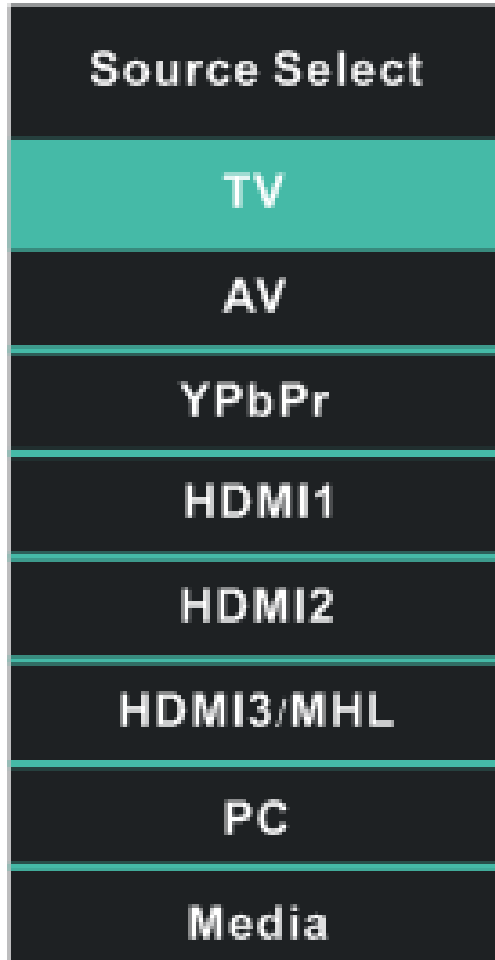 Source Select
TV
AV
YPbPr
HDMI1
HDMI2
HDMI3/MHL
PC
Media